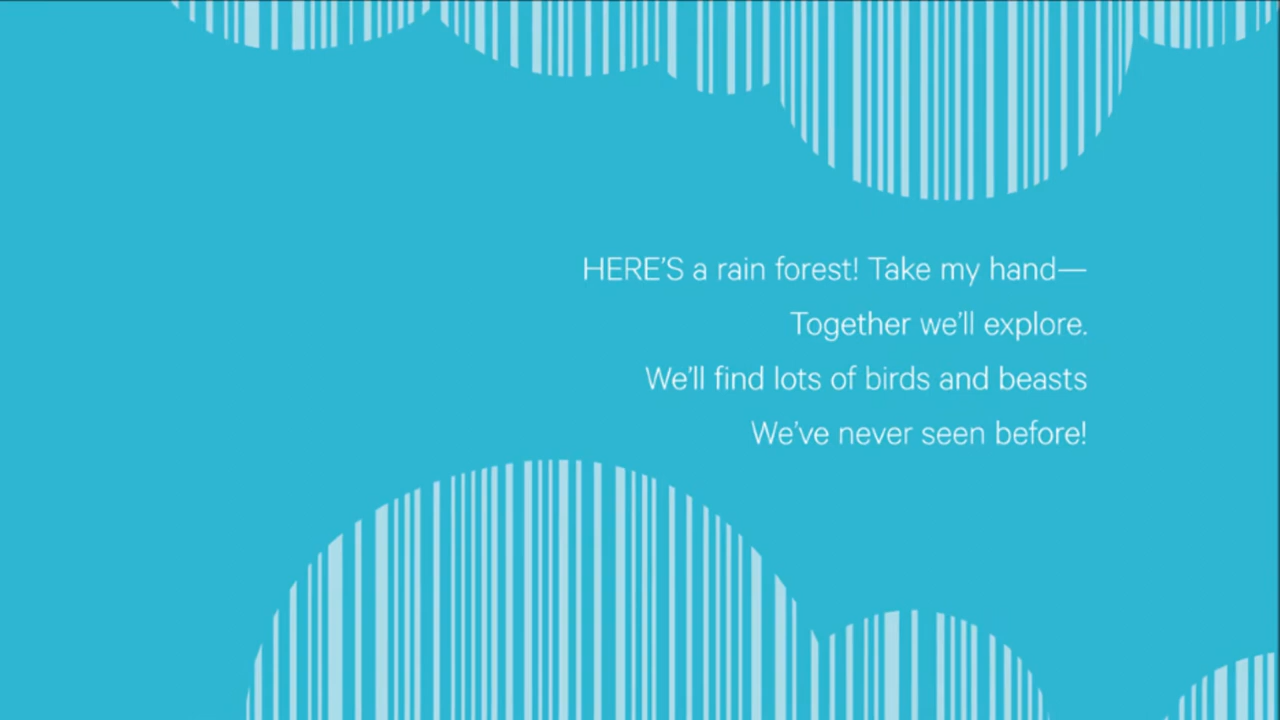 HERE’S a rain forest! Take my hand—
Together we’ll explore.
We’ll find lots of birds and beasts
We’ve never seen before!